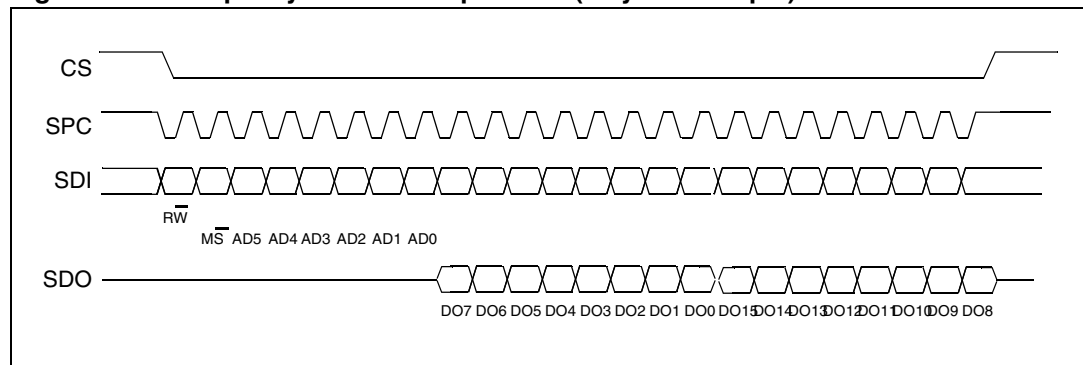 CS
SPC
SDI
RW
MS AD5 AD4 AD3 AD2 AD1 AD0
SDO
DO7 DO6 DO5 DO4 DO3 DO2 DO1 DO0 DO15 DO14 DO13 DO12 DO11 DO10 DO9 DO8